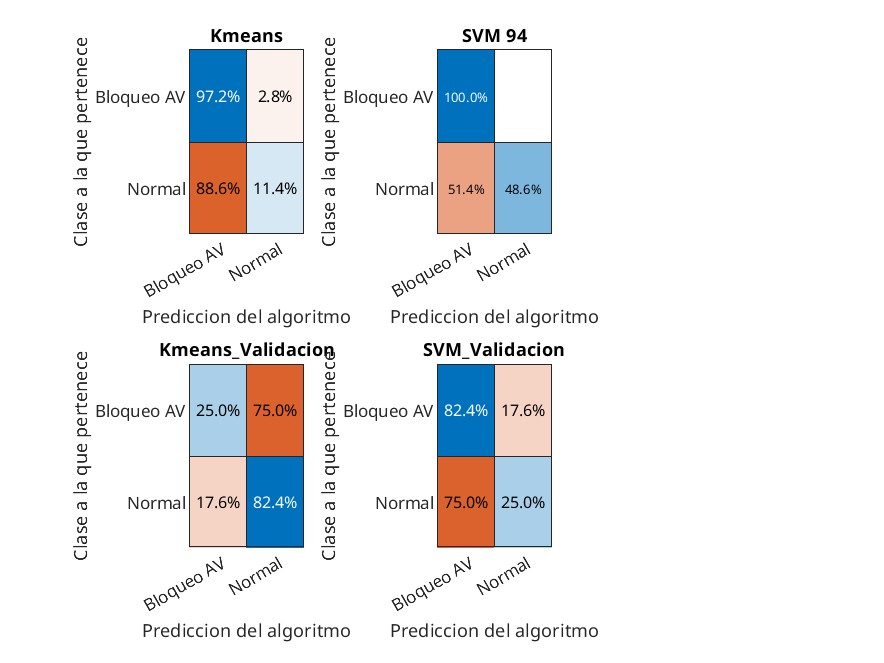 Kmeans
Clase a la que pertenece
Bloqueo AV 97.2% 2.8%
Normal 88.6% 11.4%
Bloqueo AV Normal
Prediccion del algoritmo
SVM 94
Clase a la que pertenece
Bloqueo AV 100.0%
Normal 51.4% 48.6%
Bloqueo AV Normal
Prediccion del algoritmo
Kmeans_Validacion
Clase a la que pertenece
Bloqueo AV 25.0% 75.0%
Normal 17.6% 82.4%
Bloqueo AV Normal
Prediccion del algoritmo
SVM_Validacion
Clase a la que pertenece
Bloqueo AV 82.4% 17.6%
Normal 75.0% 25.0%
Bloqueo AV Normal
Prediccion del algoritmo